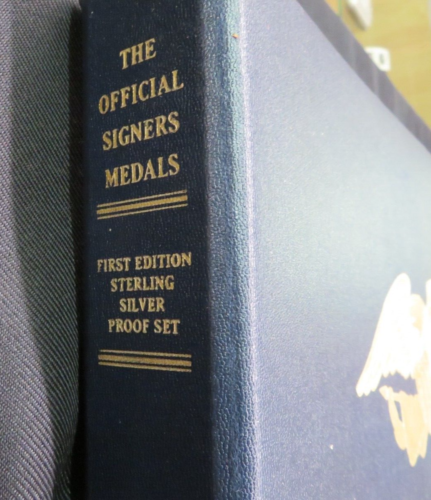 THE
OFFICIAL
SIGNERS
MEDALS
FIRST EDITION
STERLING
SILVER
PROOF SET